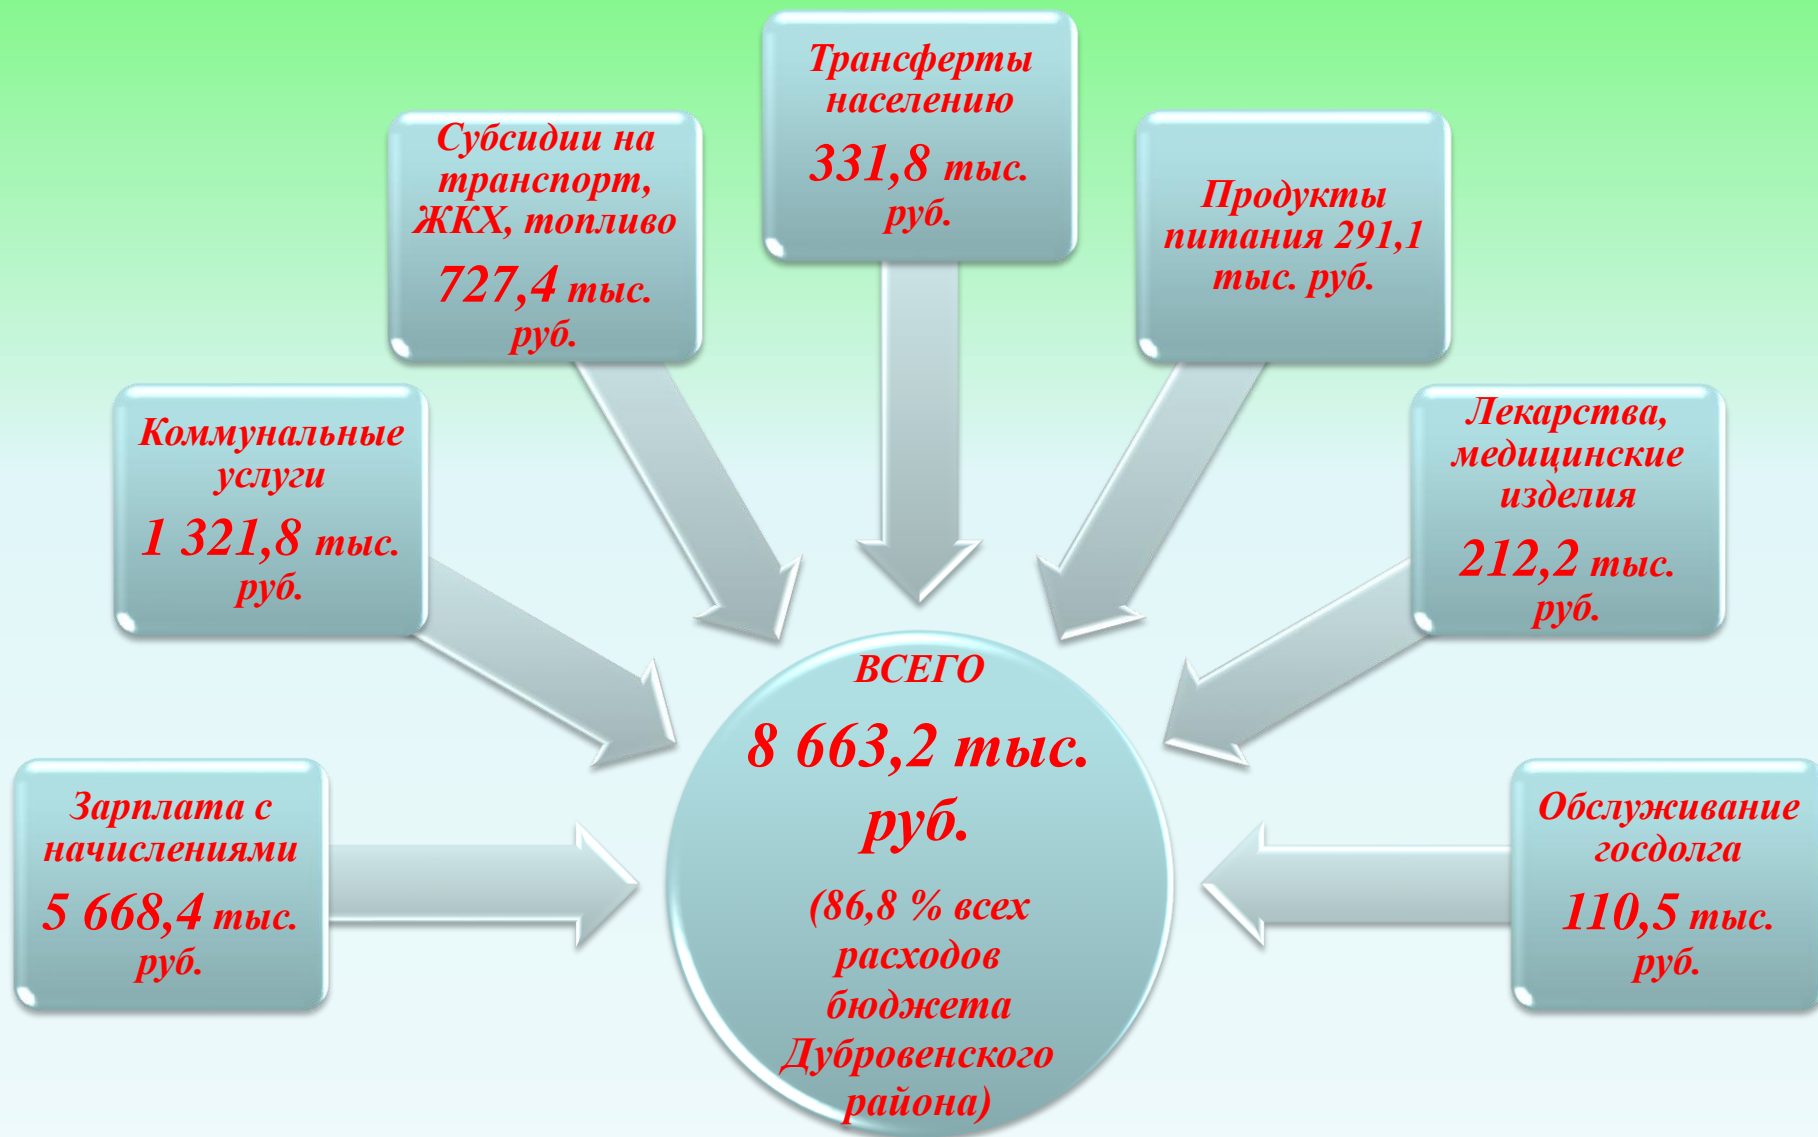 Трансферты
населению
331,8 тыс.
руб.
Субсидии на
транспорт,
ЖКХ, топливо
727,4 тыс.
руб.
Продукты
питания 291,1
тыс. руб.
Коммунальные
услуги
1 321,8 тыс.
руб.
Лекарства,
медицинские
изделия
212,2 тыс.
руб.
Зарплата с
начислениями
5 668,4 тыс.
руб.
ВСЕГО
8 663,2 тыс.
руб.
(86,8 % всех
расходов
бюджета
Дубровенского
района)
Обслуживание
госдолга
110,5 тыс.
руб.